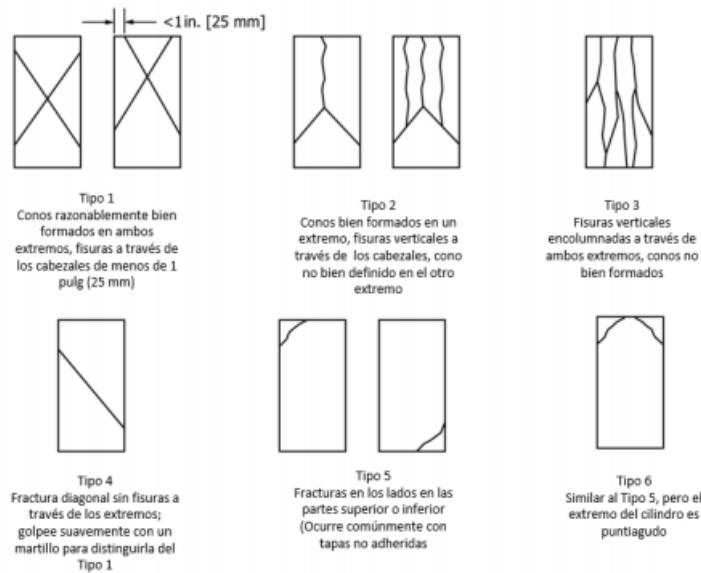 <1in. [25 mm]
Tipo 1
Conos razonablemente bien
formados en ambos
extremos, fisuras a través de
los cabezales de menos de 1
pulg (25 mm)
Tipo 2
Conos bien formados en un
extremo, fisuras verticales a
través de los cabezales, cono
no bien definido en el otro
extremo
Tipo 3
Fisuras verticales
encolumnadas a través de
ambos extremos, conos no
bien formados
Tipo 4
Fractura diagonal sin fisuras a
través de los extremos;
golpee suavemente con un
martillo para distinguirla del
Tipo 1
Tipo 5
Fracturas en los lados en las
partes superior o inferior
(Ocurre comúnmente con
tapas no adheridas
Tipo 6
Similar al Tipo 5, pero el
extremo del cilindro es
puntiagudo